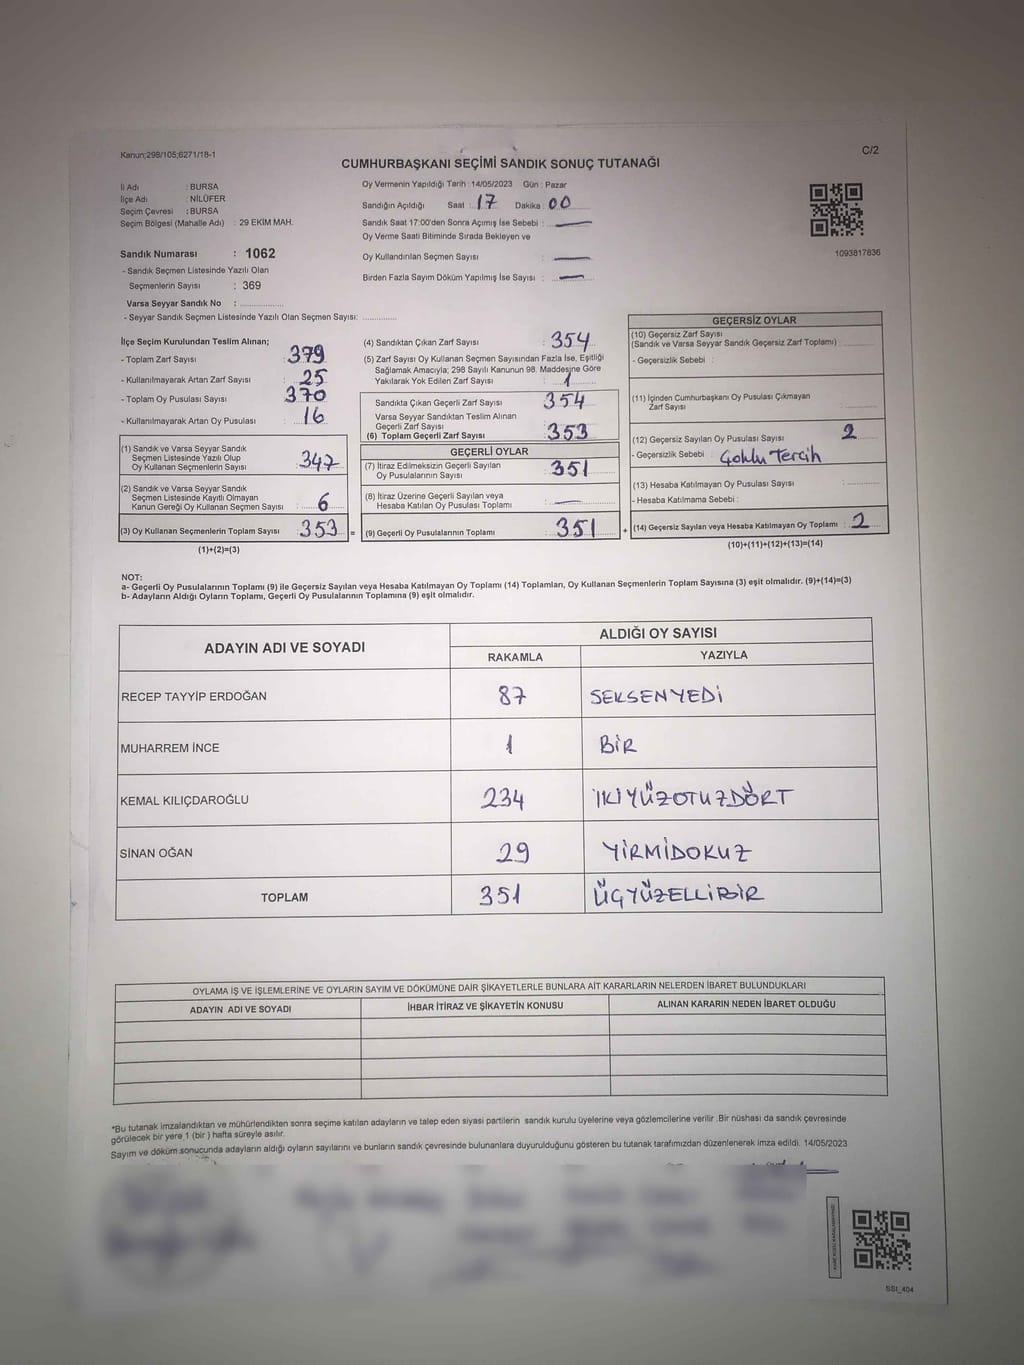 Kanun;298/105;6271/18-1
C/2
CUMHURBAŞKANI SEÇİMİ SANDIK SONUÇ TUTANAĞI
İl Adı : BURSA
İlçe Adı : NİLÜFER
Seçim Çevresi : BURSA
Seçim Bölgesi (Mahalle Adı) : 29 EKİM MAH.
Sandık Numarası : 1062
- Sandık Seçmen Listesinde Yazılı Olan
Seçmenlerin Sayısı : 369
Varsa Seyyar Sandık No : ................
- Seyyar Sandık Seçmen Listesinde Yazılı Olan Seçmen Sayısı: ............
Oy Vermenin Yapıldığı Tarih : 14/05/2023 Gün : Pazar
Sandığın Açıldığı Saat : 17 Dakika : 00
Sandık Saat 17:00'den Sonra Açımış İse Sebebi : —
Oy Verme Saati Bitiminde Sırada Bekleyen ve
Oy Kullandırılan Seçmen Sayısı : —
Birden Fazla Sayım Döküm Yapılmış İse Sayısı : —
1093817836
İlçe Seçim Kurulundan Teslim Alınan;
- Toplam Zarf Sayısı : 379
- Kullanılmayarak Artan Zarf Sayısı : 25
- Toplam Oy Pusulası Sayısı : 370
- Kullanılmayarak Artan Oy Pusulası : 16
(1) Sandık ve Varsa Seyyar Sandık
Seçmen Listesinde Yazılı Olup
Oy Kullanan Seçmenlerin Sayısı : 347
(2) Sandık ve Varsa Seyyar Sandık
Seçmen Listesinde Kayıtlı Olmayan
Kanun Gereği Oy Kullanan Seçmen Sayısı : 6
(3) Oy Kullanan Seçmenlerin Toplam Sayısı : 353 =
(1)+(2)=(3)
(4) Sandıktan Çıkan Zarf Sayısı : 354
(5) Zarf Sayısı Oy Kullanan Seçmen Sayısından Fazla İse, Eşitliği
Sağlamak Amacıyla; 298 Sayılı Kanunun 98. Maddesine Göre
Yakılarak Yok Edilen Zarf Sayısı : 1
Sandıkta Çıkan Geçerli Zarf Sayısı : 354
Varsa Seyyar Sandıktan Teslim Alınan
Geçerli Zarf Sayısı :
(6) Toplam Geçerli Zarf Sayısı : 353
GEÇERLİ OYLAR
(7) İtiraz Edilmeksizin Geçerli Sayılan
Oy Pusulalarının Sayısı : 351
(8) İtiraz Üzerine Geçerli Sayılan veya
Hesaba Katılan Oy Pusulası Toplamı : —
(9) Geçerli Oy Pusulalarının Toplamı : 351 +
GEÇERSİZ OYLAR
(10) Geçersiz Zarf Sayısı
(Sandık ve Varsa Seyyar Sandık Geçersiz Zarf Toplamı) : ............
- Geçersizlik Sebebi :
(11) İçinden Cumhurbaşkanı Oy Pusulası Çıkmayan
Zarf Sayısı : ............
(12) Geçersiz Sayılan Oy Pusulası Sayısı : 2
- Geçersizlik Sebebi : Çoklu Tercih
(13) Hesaba Katılmayan Oy Pusulası Sayısı : ............
- Hesaba Katılmama Sebebi :
(14) Geçersiz Sayılan veya Hesaba Katılmayan Oy Toplamı : 2
(10)+(11)+(12)+(13)=(14)
NOT:
a- Geçerli Oy Pusulalarının Toplamı (9) ile Geçersiz Sayılan veya Hesaba Katılmayan Oy Toplamı (14) Toplamları, Oy Kullanan Seçmenlerin Toplam Sayısına (3) eşit olmalıdır. (9)+(14)=(3)
b- Adayların Aldığı Oyların Toplamı, Geçerli Oy Pusulalarının Toplamına (9) eşit olmalıdır.
ADAYIN ADI VE SOYADI
ALDIĞI OY SAYISI
RAKAMLA YAZIYLA
RECEP TAYYİP ERDOĞAN 87 SEKSENYEDİ
MUHARREM İNCE 1 BİR
KEMAL KILIÇDAROĞLU 234 İKİYÜZOTUZDÖRT
SİNAN OĞAN 29 YİRMİDOKUZ
TOPLAM 351 ÜÇYÜZELLİBİR
OYLAMA İŞ VE İŞLEMLERİNE VE OYLARIN SAYIM VE DÖKÜMÜNE DAİR ŞİKAYETLERLE BUNLARA AİT KARARLARIN NELERDEN İBARET BULUNDUKLARI
ADAYIN ADI VE SOYADI İHBAR İTİRAZ VE ŞİKAYETİN KONUSU ALINAN KARARIN NEDEN İBARET OLDUĞU
*Bu tutanak imzalandıktan ve mühürlendikten sonra seçime katılan adayların ve talep eden siyasi partilerin sandık kurulu üyelerine veya gözlemcilerine verilir .Bir nüshası da sandık çevresinde
görülecek bir yere 1 (bir ) hafta süreyle asılır.
Sayım ve döküm sonucunda adayların aldığı oyların sayılarını ve bunların sandık çevresinde bulunanlara duyurulduğunu gösteren bu tutanak tarafımızdan düzenlenerek imza edildi. 14/05/2023
SSI_404